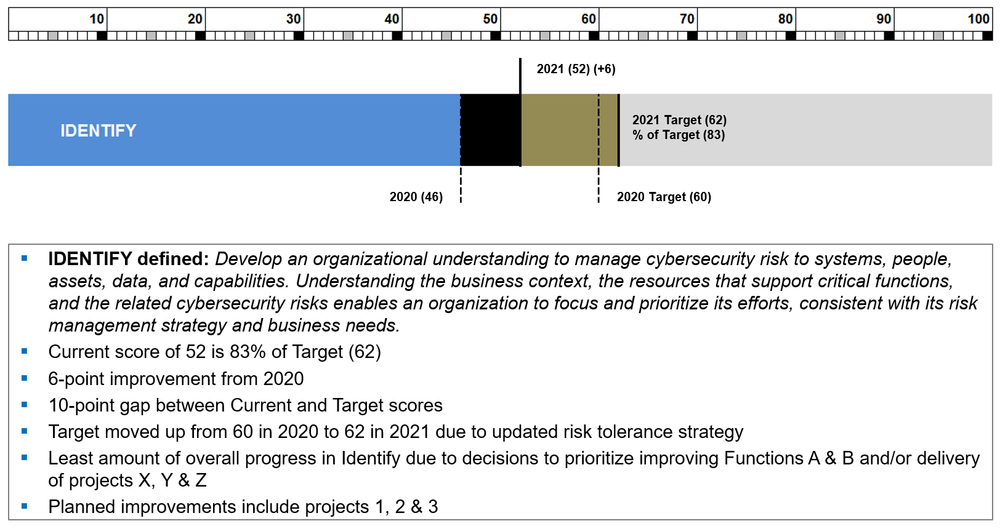 10 20 30 40 50 60 70 80 90 100
2021 (52) (+6)
IDENTIFY
2021 Target (62)
% of Target (83)
2020 (46)
2020 Target (60)
▪ IDENTIFY defined: Develop an organizational understanding to manage cybersecurity risk to systems, people,
assets, data, and capabilities. Understanding the business context, the resources that support critical functions,
and the related cybersecurity risks enables an organization to focus and prioritize its efforts, consistent with its risk
management strategy and business needs.
▪ Current score of 52 is 83% of Target (62)
▪ 6-point improvement from 2020
▪ 10-point gap between Current and Target scores
▪ Target moved up from 60 in 2020 to 62 in 2021 due to updated risk tolerance strategy
▪ Least amount of overall progress in Identify due to decisions to prioritize improving Functions A & B and/or delivery
of projects X, Y & Z
▪ Planned improvements include projects 1, 2 & 3